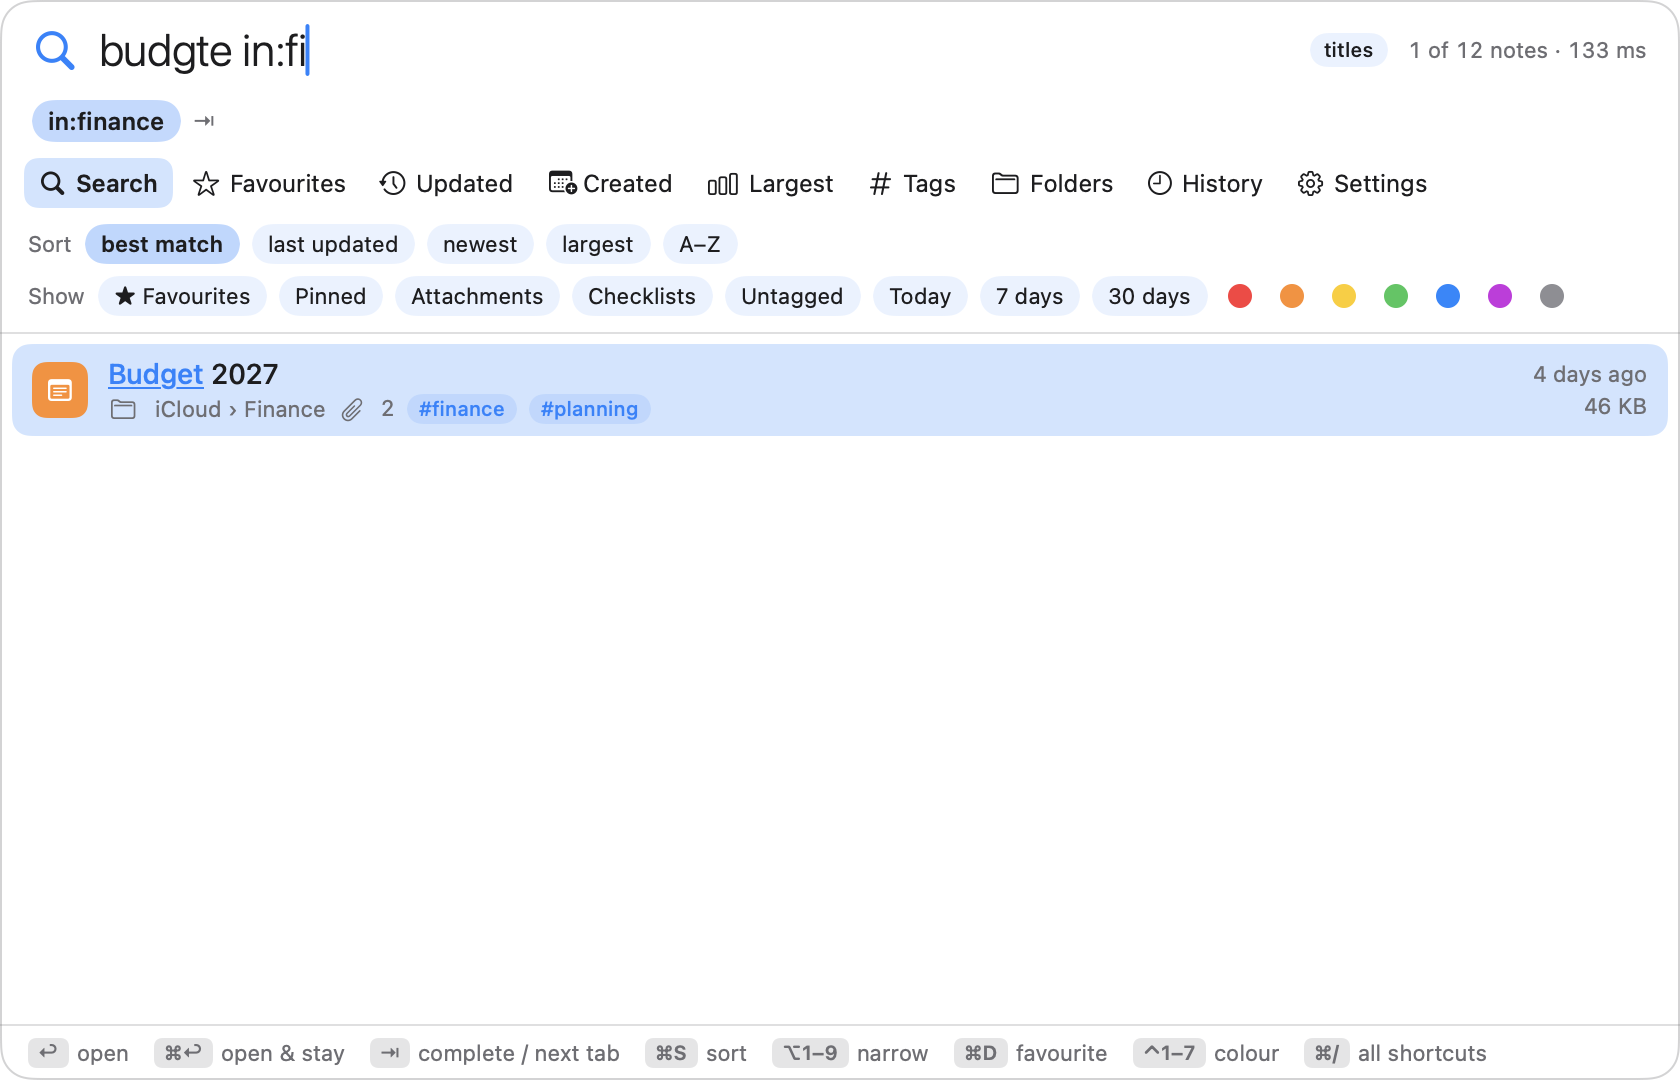 budgte in:fi
titles
1 of 12 notes · 133 ms
in:finance ⇥
Search Favourites Updated Created Largest # Tags Folders History Settings
Sort best match last updated newest largest A–Z
Show ★ Favourites Pinned Attachments Checklists Untagged Today 7 days 30 days
Budget 2027
4 days ago
iCloud › Finance 2 #finance #planning
46 KB
↩ open ⌘↩ open & stay ⇥ complete / next tab ⌘S sort ⌥1–9 narrow ⌘D favourite ^1–7 colour ⌘/ all shortcuts